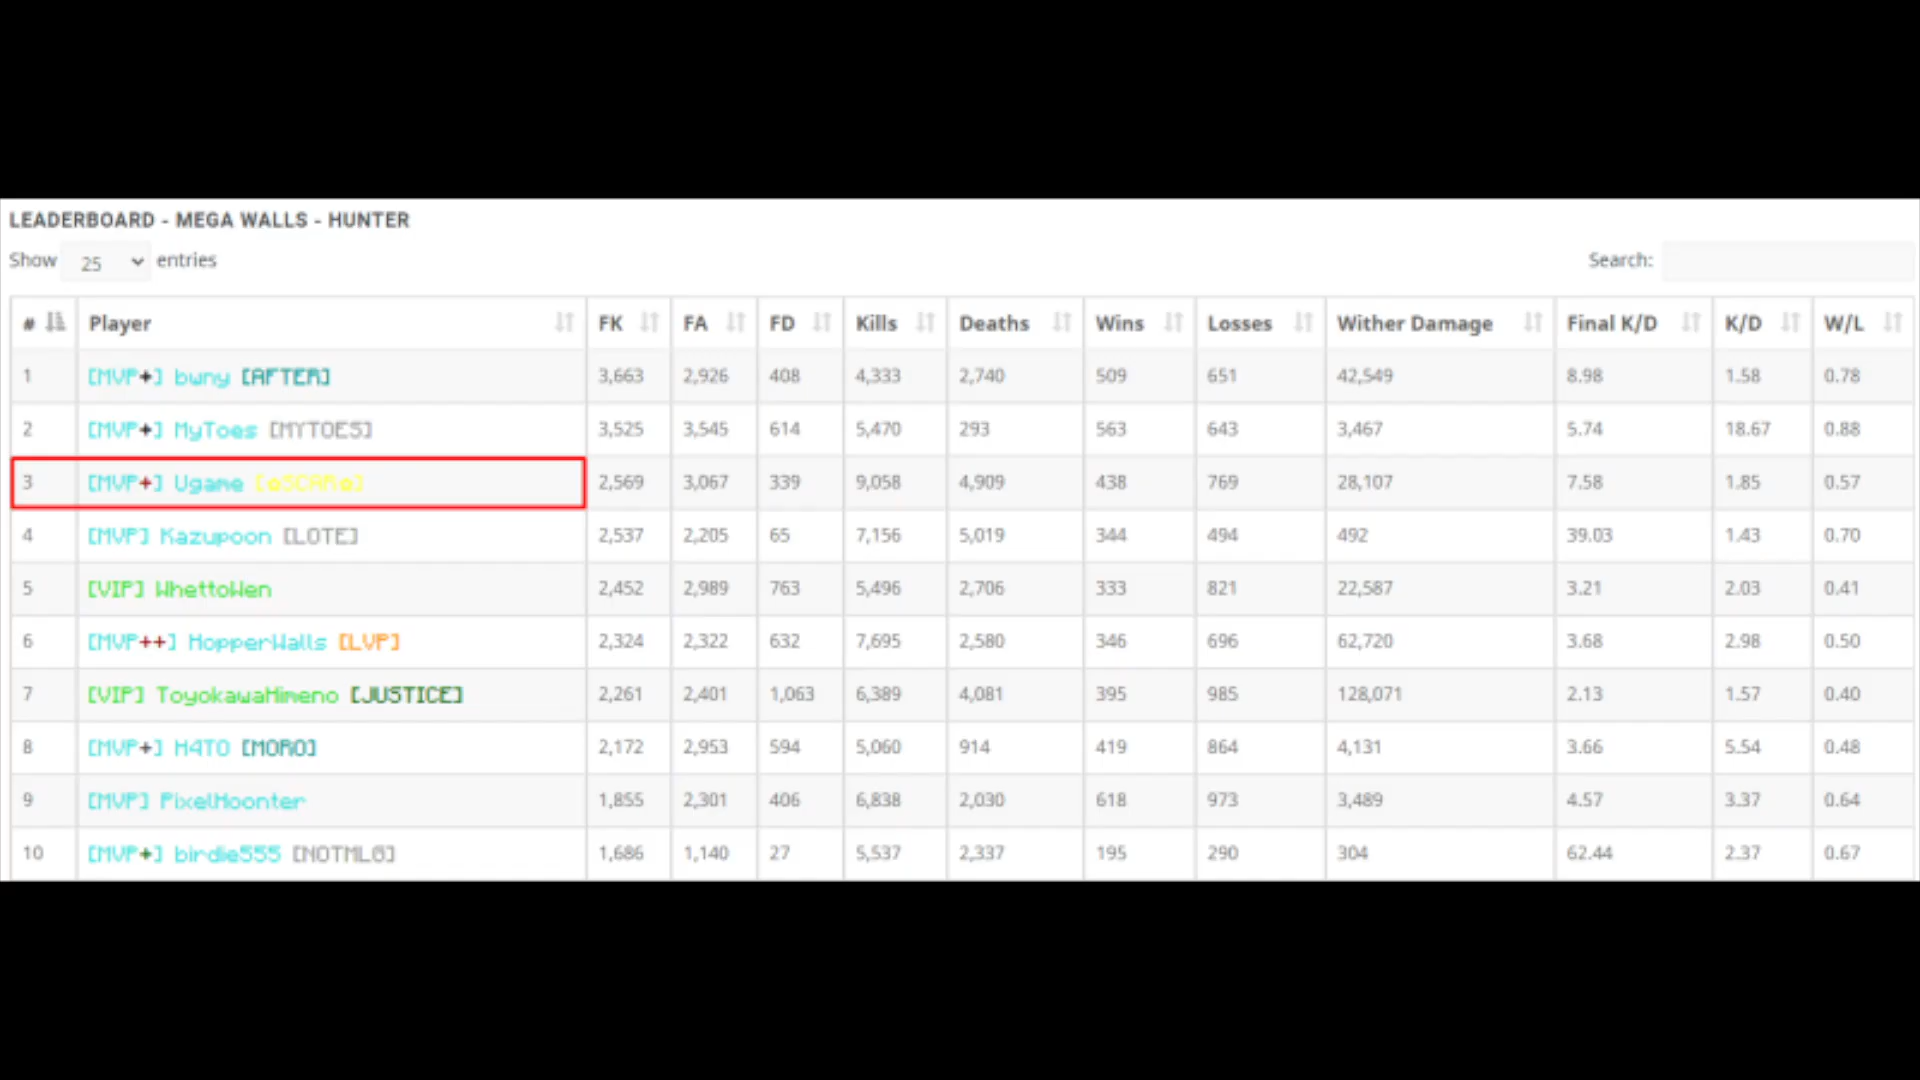 LEADERBOARD - MEGA WALLS - HUNTER
Show 25 entries Search:
# Player FK FA FD Kills Deaths Wins Losses Wither Damage Final K/D K/D W/L
1 [MVP+] bwny [AFTER] 3,663 2,926 408 4,333 2,740 509 651 42,549 8.98 1.58 0.78
2 [MVP+] MyToes [MYTOES] 3,525 3,545 614 5,470 293 563 643 3,467 5.74 18.67 0.88
3 [MVP+] Ugame [✿SCAR✿] 2,569 3,067 339 9,058 4,909 438 769 28,107 7.58 1.85 0.57
4 [MVP] Kazupoon [LOTE] 2,537 2,205 65 7,156 5,019 344 494 492 39.03 1.43 0.70
5 [VIP] WhettoWen 2,452 2,989 763 5,496 2,706 333 821 22,587 3.21 2.03 0.41
6 [MVP++] HopperWalls [LVP] 2,324 2,322 632 7,695 2,580 346 696 62,720 3.68 2.98 0.50
7 [VIP] ToyokawaHimeno [JUSTICE] 2,261 2,401 1,063 6,389 4,081 395 985 128,071 2.13 1.57 0.40
8 [MVP+] H4TO [MORO] 2,172 2,953 594 5,060 914 419 864 4,131 3.66 5.54 0.48
9 [MVP] PixelHoonter 1,855 2,301 406 6,838 2,030 618 973 3,489 4.57 3.37 0.64
10 [MVP+] birdie555 [NOTMLG] 1,686 1,140 27 5,537 2,337 195 290 304 62.44 2.37 0.67